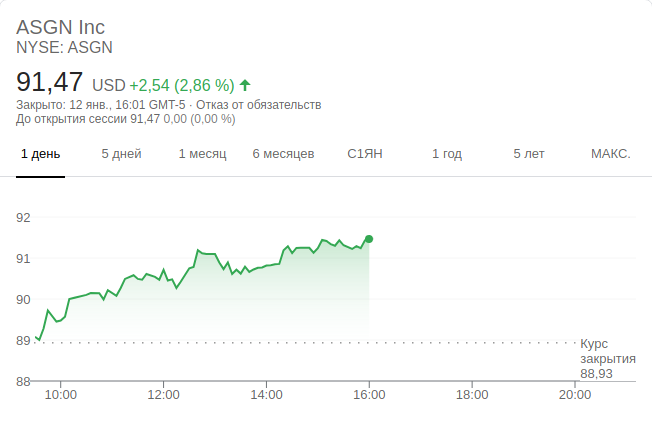 ASGN Inc
NYSE: ASGN
91,47 USD +2,54 (2,86 %)
Закрыто: 12 янв., 16:01 GMT-5 · Отказ от обязательств
До открытия сессии 91,47 0,00 (0,00 %)
1 день 5 дней 1 месяц 6 месяцев С1ЯН 1 год 5 лет МАКС.
92
91
90
89
Курс
закрытия
88,93
88
10:00 12:00 14:00 16:00 18:00 20:00